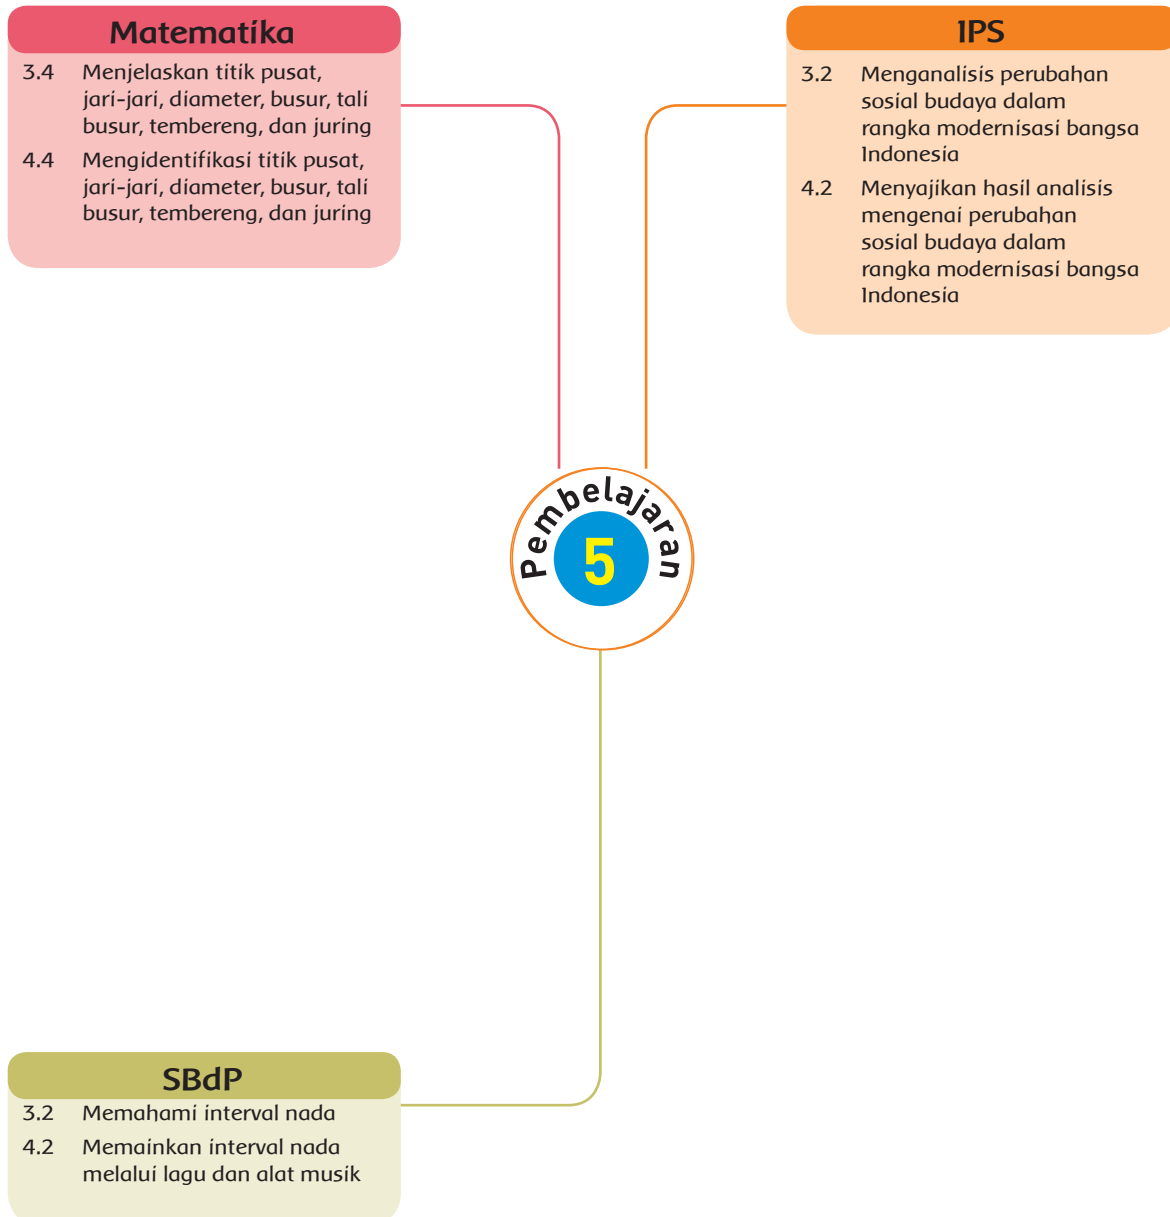 Matematika
3.4 Menjelaskan titik pusat,
jari-jari, diameter, busur, tali
busur, tembereng, dan juring
4.4 Mengidentifikasi titik pusat,
jari-jari, diameter, busur, tali
busur, tembereng, dan juring
IPS
3.2 Menganalisis perubahan
sosial budaya dalam
rangka modernisasi bangsa
Indonesia
4.2 Menyajikan hasil analisis
mengenai perubahan
sosial budaya dalam
rangka modernisasi bangsa
Indonesia
Pembelajaran
5
SBdP
3.2 Memahami interval nada
4.2 Memainkan interval nada
melalui lagu dan alat musik